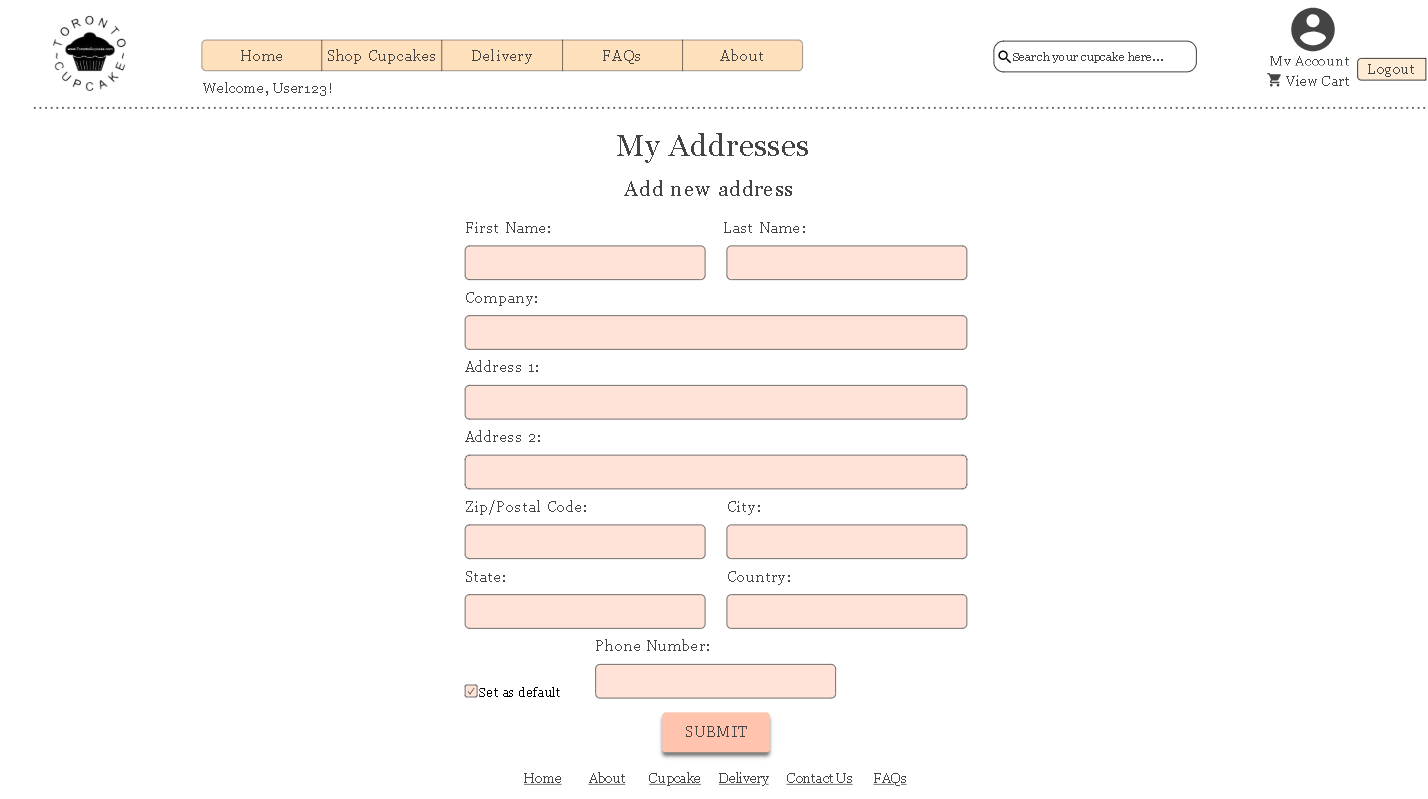 TORONTO
www.TorontoCupcake.com
~CUPCAKE~
Home Shop Cupcakes Delivery FAQs About
Search your cupcake here...
My Account
View Cart
Logout
Welcome, User123!
My Addresses
Add new address
First Name: Last Name:
Company:
Address 1:
Address 2:
Zip/Postal Code: City:
State: Country:
Phone Number:
Set as default
SUBMIT
Home About Cupcake Delivery Contact Us FAQs